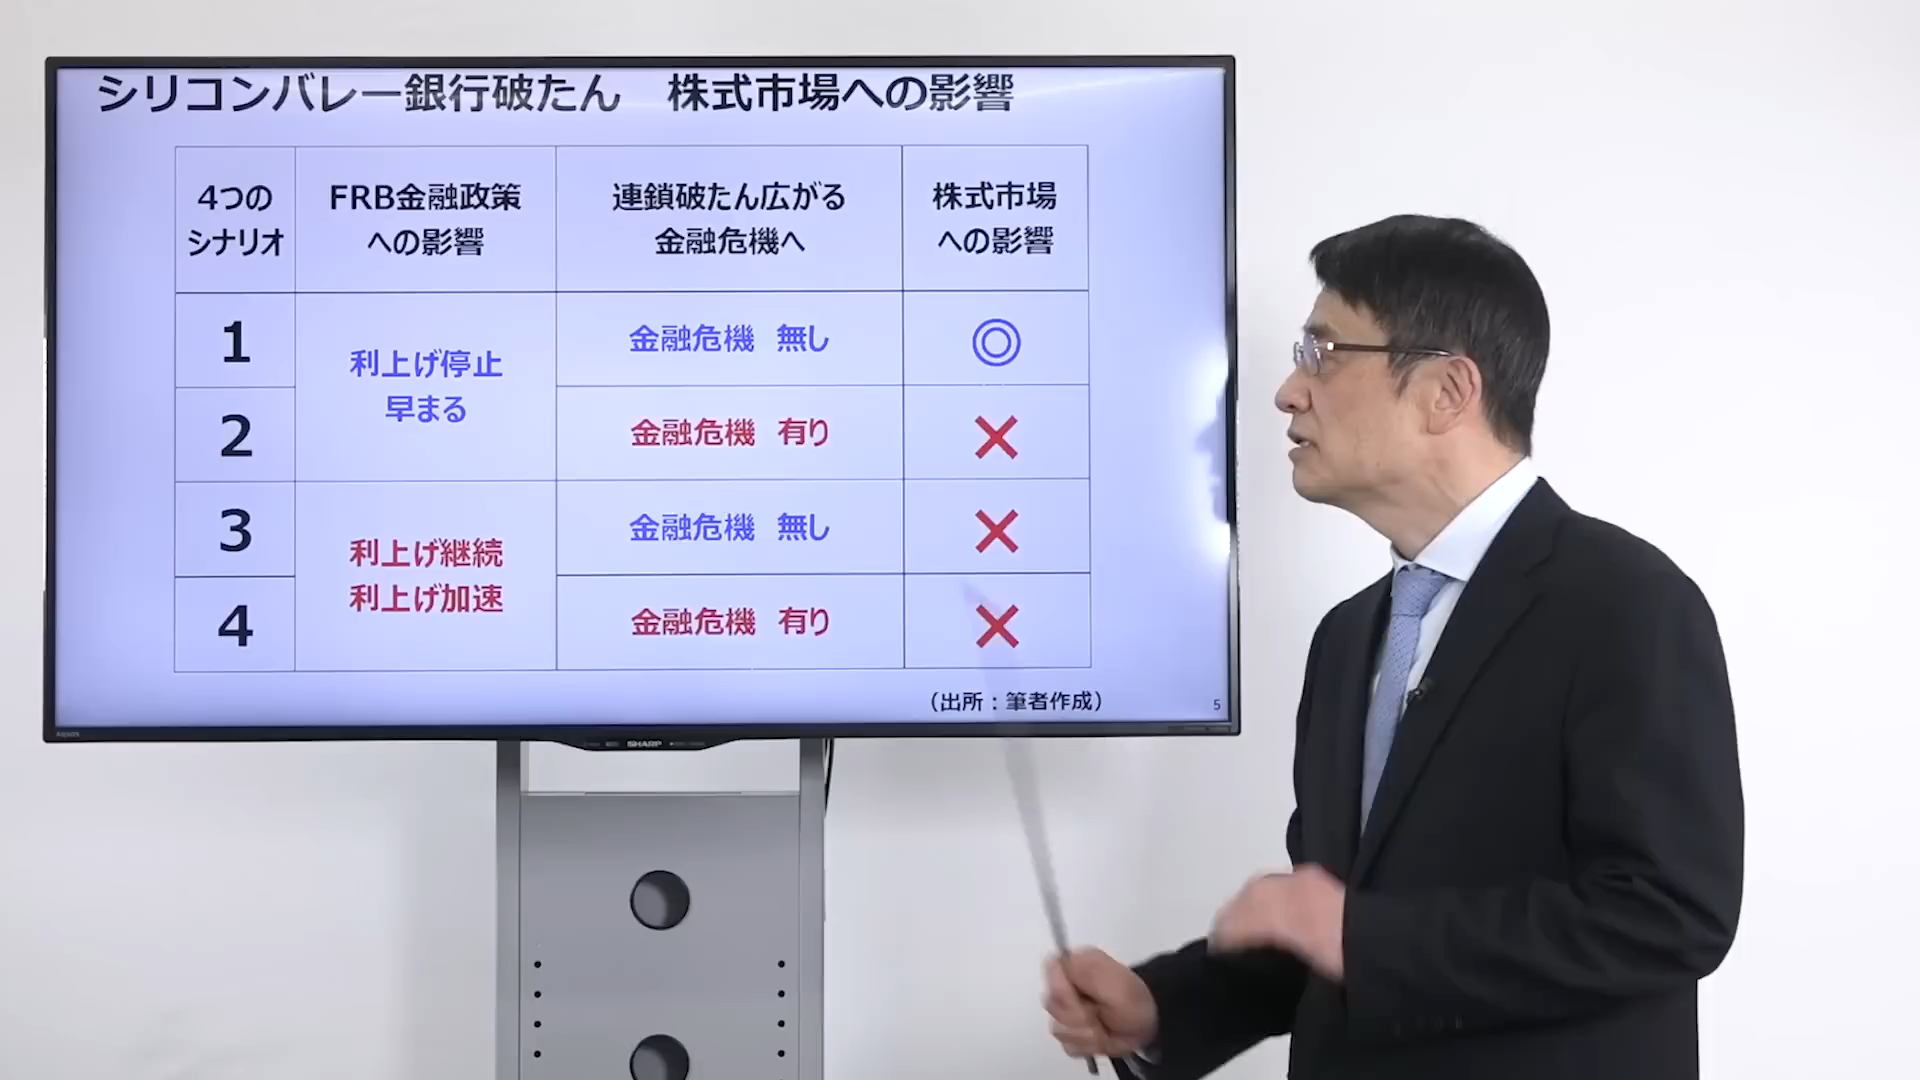 シリコンバレー銀行破たん 株式市場への影響
4つの
シナリオ
FRB金融政策
への影響
連鎖破たん広がる
金融危機へ
株式市場
への影響
1
利上げ停止
早まる
金融危機 無し
◎
2
金融危機 有り
×
3
利上げ継続
利上げ加速
金融危機 無し
×
4
金融危機 有り
×
（出所：筆者作成）
5
AQUOS
SHARP